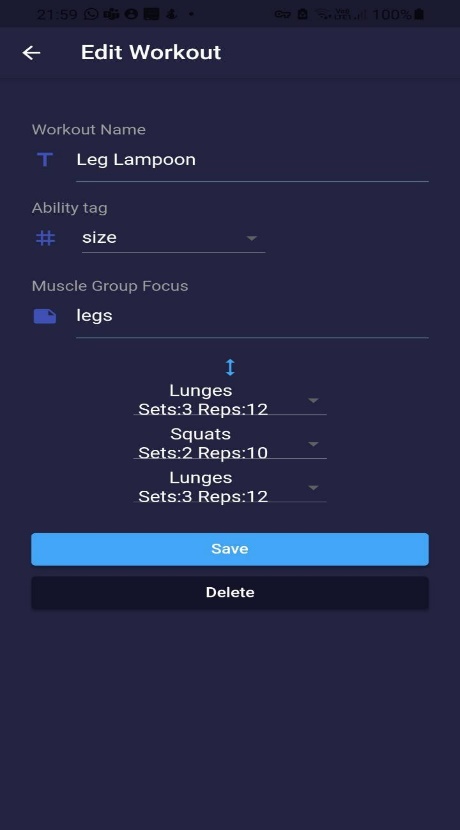 21:59 100%
Edit Workout
Workout Name
Leg Lampoon
Ability tag
size
Muscle Group Focus
legs
Lunges
Sets:3 Reps:12
Squats
Sets:2 Reps:10
Lunges
Sets:3 Reps:12
Save
Delete